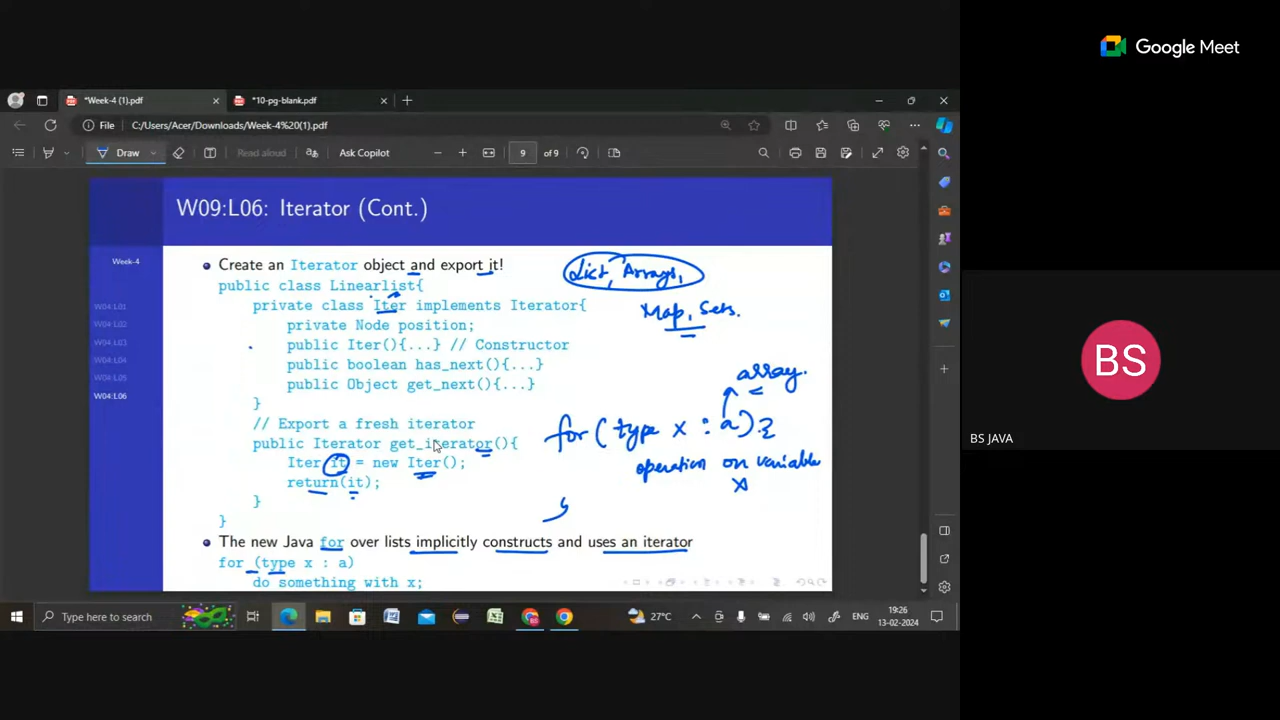 Google Meet
*Week-4 (1).pdf
*10-pg-blank.pdf
File C:/Users/Acer/Downloads/Week-4%20(1).pdf
Draw Read aloud Ask Copilot 9 of 9
W09:L06: Iterator (Cont.)
Week-4
W04:L01
W04:L02
W04:L03
W04:L04
W04:L05
W04:L06
Create an Iterator object and export it!
public class Linearlist{
private class Iter implements Iterator{
private Node position;
public Iter(){...} // Constructor
public boolean has_next(){...}
public Object get_next(){...}
}
// Export a fresh iterator
public Iterator get_iterator(){
Iter it = new Iter();
return(it);
}
}
The new Java for over lists implicitly constructs and uses an iterator
for (type x : a)
do something with x;
List, Arrays,
Map, Sets.
array.
for ( type x : a) {
operation on variable
x
}
BS
BS JAVA
Type here to search
27°C
ENG
19:26
13-02-2024